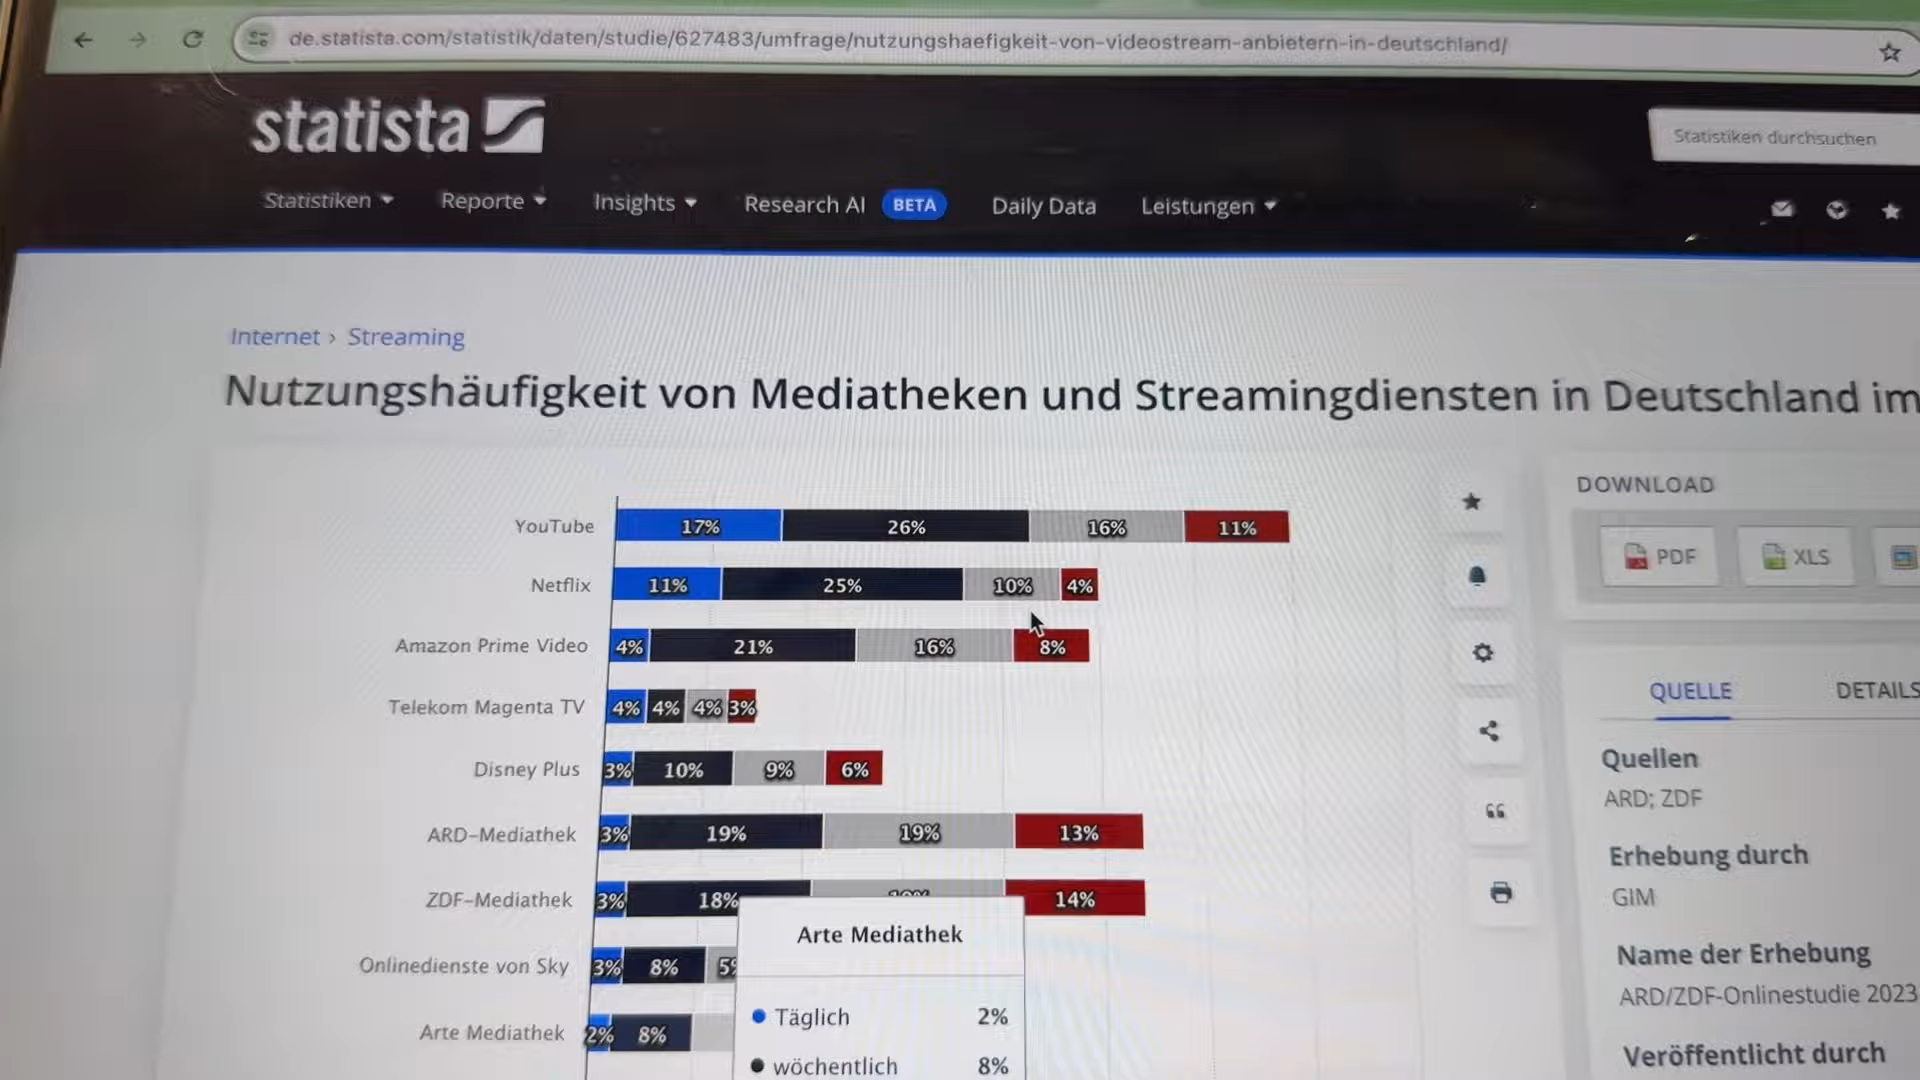 de.statista.com/statistik/daten/studie/627483/umfrage/nutzungshaefigkeit-von-videostream-anbietern-in-deutschland/
statista
Statistiken durchsuchen
Statistiken Reporte Insights Research AI BETA Daily Data Leistungen
Internet › Streaming
Nutzungshäufigkeit von Mediatheken und Streamingdiensten in Deutschland im
DOWNLOAD
PDF XLS
YouTube 17% 26% 16% 11%
Netflix 11% 25% 10% 4%
Amazon Prime Video 4% 21% 16% 8%
Telekom Magenta TV 4% 4% 4% 3%
Disney Plus 3% 10% 9% 6%
ARD-Mediathek 3% 19% 19% 13%
ZDF-Mediathek 3% 18% 14%
Onlinedienste von Sky 3% 8%
Arte Mediathek 2% 8%
Arte Mediathek
Täglich 2%
wöchentlich 8%
QUELLE DETAILS
Quellen
ARD; ZDF
Erhebung durch
GIM
Name der Erhebung
ARD/ZDF-Onlinestudie 2023
Veröffentlicht durch